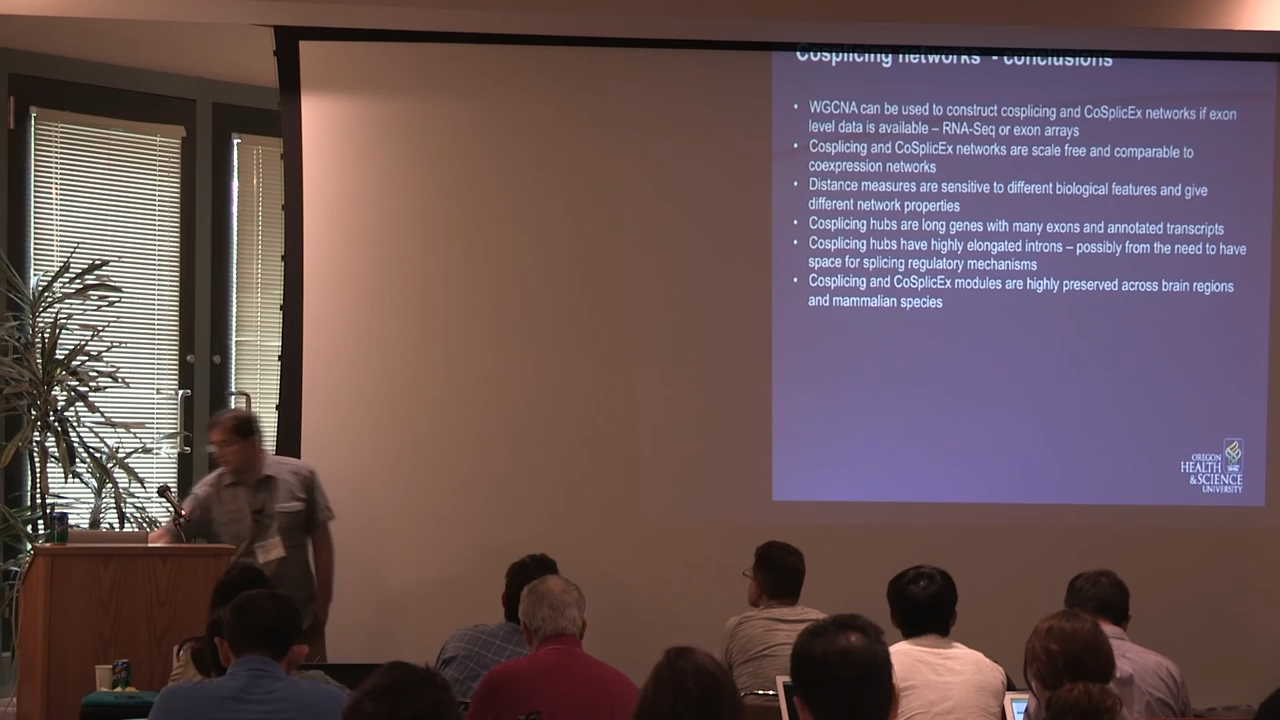 Cosplicing networks - conclusions
• WGCNA can be used to construct cosplicing and CoSplicEx networks if exon
level data is available – RNA-Seq or exon arrays
• Cosplicing and CoSplicEx networks are scale free and comparable to
coexpression networks
• Distance measures are sensitive to different biological features and give
different network properties
• Cosplicing hubs are long genes with many exons and annotated transcripts
• Cosplicing hubs have highly elongated introns – possibly from the need to have
space for splicing regulatory mechanisms
• Cosplicing and CoSplicEx modules are highly preserved across brain regions
and mammalian species
OREGON
HEALTH
& SCIENCE
UNIVERSITY